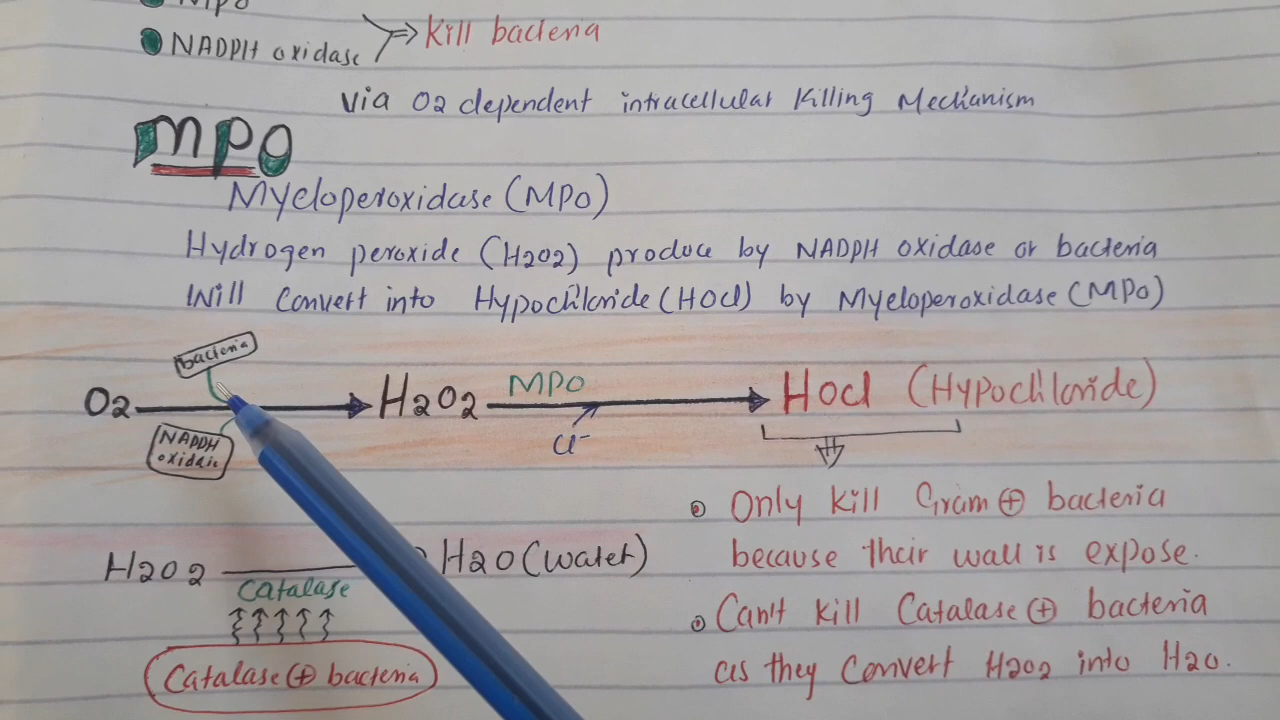 MPO
NADPH oxidase => Kill bacteria
Via O2 dependent intracellular Killing Mechanism
MPO
Myeloperoxidase (MPO)
Hydrogen peroxide (H2O2) produce by NADPH oxidase or bacteria
Will Convert into Hypochloride (HOCl) by Myeloperoxidase (MPO)
bacteria
O2 → H2O2 MPO → HOCl (Hypochloride)
NADPH
oxidase
Cl-
Only Kill Gram ⊕ bacteria
because their wall is expose.
H2O2 H2O (Water)
Catalase
Can't Kill Catalase ⊕ bacteria
as they Convert H2O2 into H2O.
Catalase ⊕ bacteria